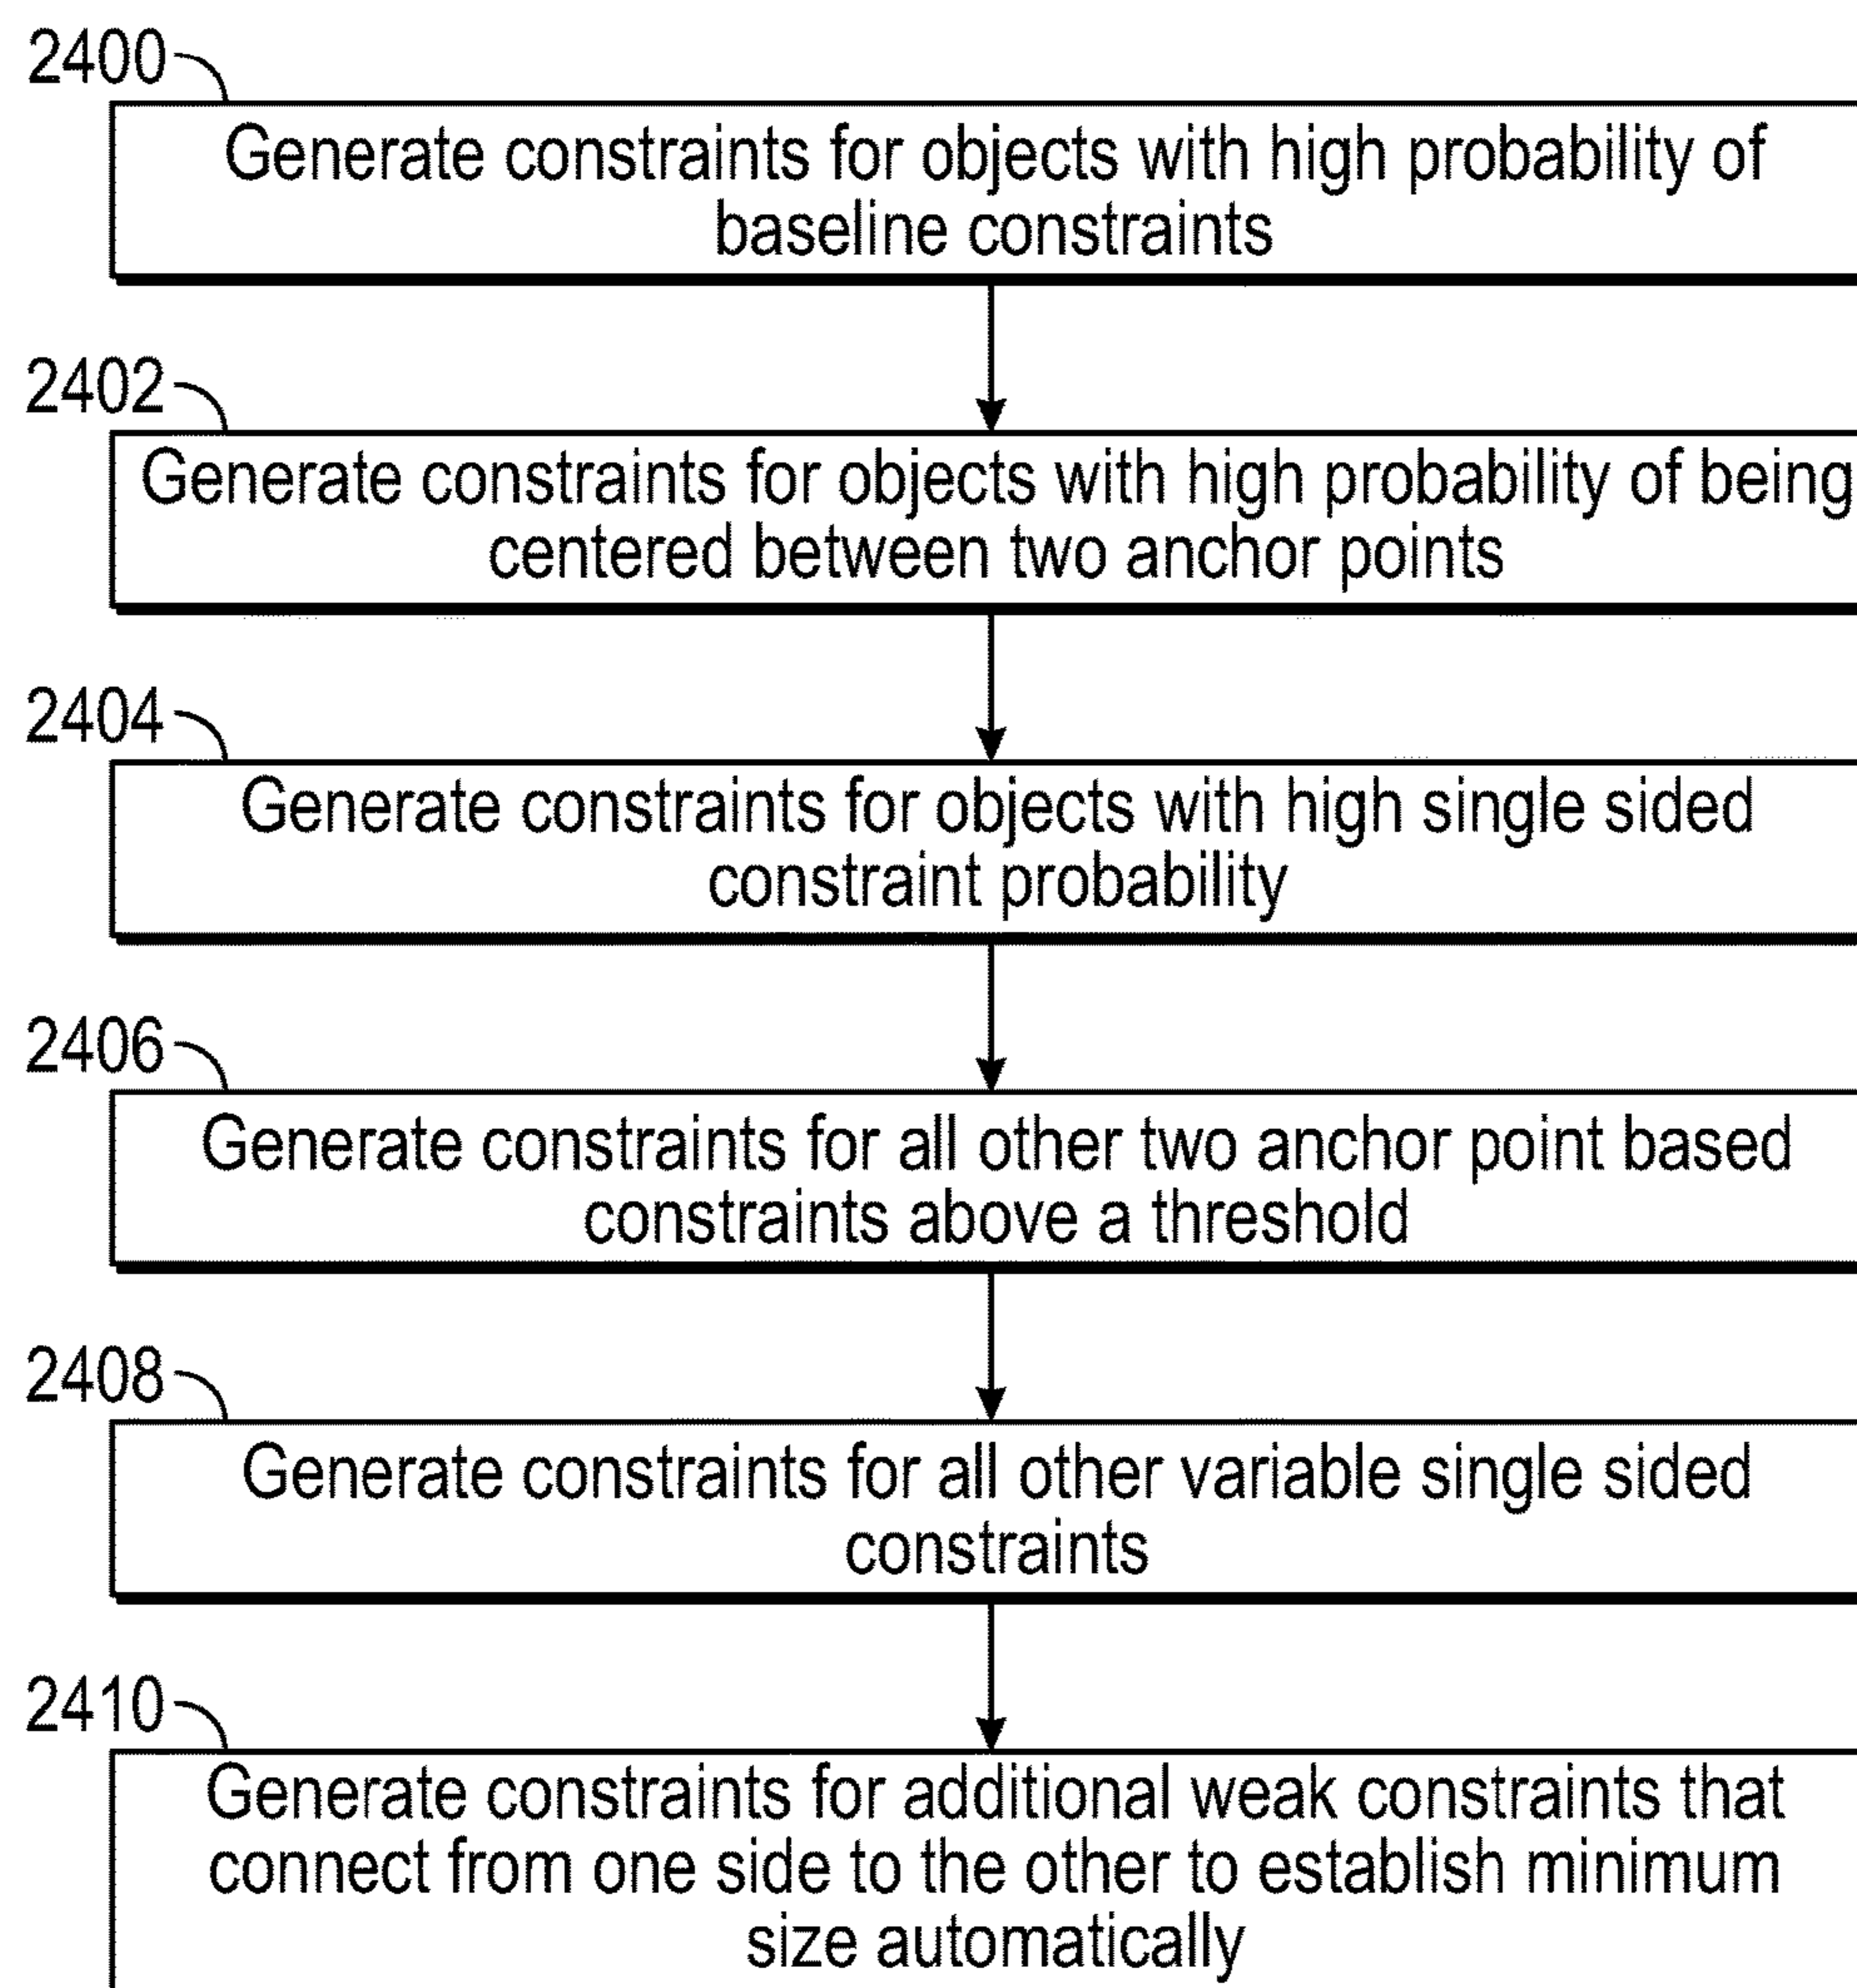 2400
Generate constraints for objects with high probability of
baseline constraints
2402
Generate constraints for objects with high probability of being
centered between two anchor points
2404
Generate constraints for objects with high single sided
constraint probability
2406
Generate constraints for all other two anchor point based
constraints above a threshold
2408
Generate constraints for all other variable single sided
constraints
2410
Generate constraints for additional weak constraints that
connect from one side to the other to establish minimum
size automatically